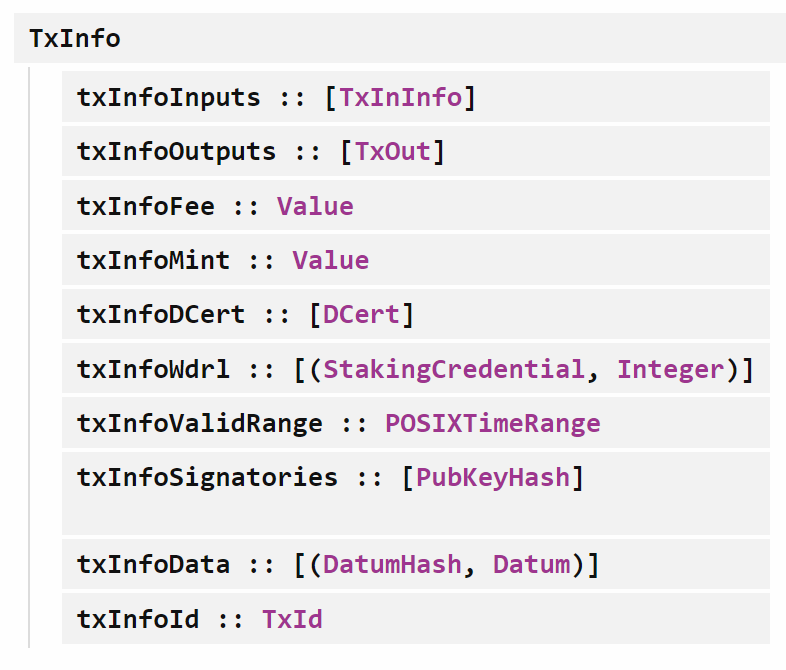 TxInfo
txInfoInputs :: [TxInInfo]
txInfoOutputs :: [TxOut]
txInfoFee :: Value
txInfoMint :: Value
txInfoDCert :: [DCert]
txInfoWdrl :: [(StakingCredential, Integer)]
txInfoValidRange :: POSIXTimeRange
txInfoSignatories :: [PubKeyHash]
txInfoData :: [(DatumHash, Datum)]
txInfoId :: TxId